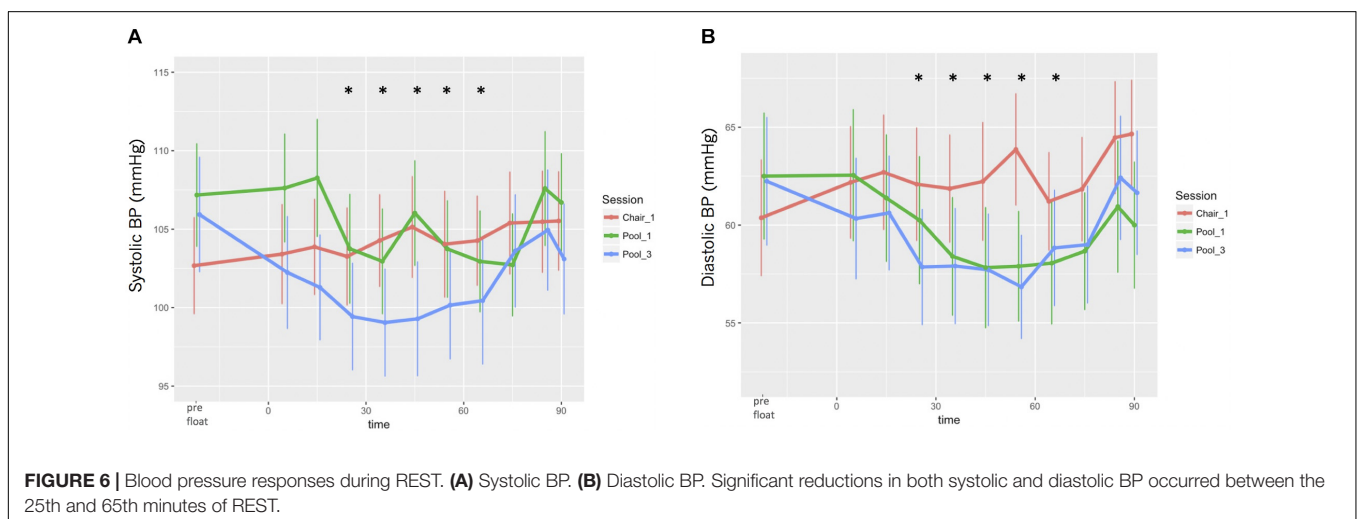 A
115
* * * * *
110
105
100
95
Systolic BP (mmHg)
pre
float
0
30
60
90
time
Session
Chair_1
Pool_1
Pool_3
B
* * * * *
65
60
55
Diastolic BP (mmHg)
pre
float
0
30
60
90
time
Session
Chair_1
Pool_1
Pool_3
FIGURE 6 | Blood pressure responses during REST. (A) Systolic BP. (B) Diastolic BP. Significant reductions in both systolic and diastolic BP occurred between the
25th and 65th minutes of REST.